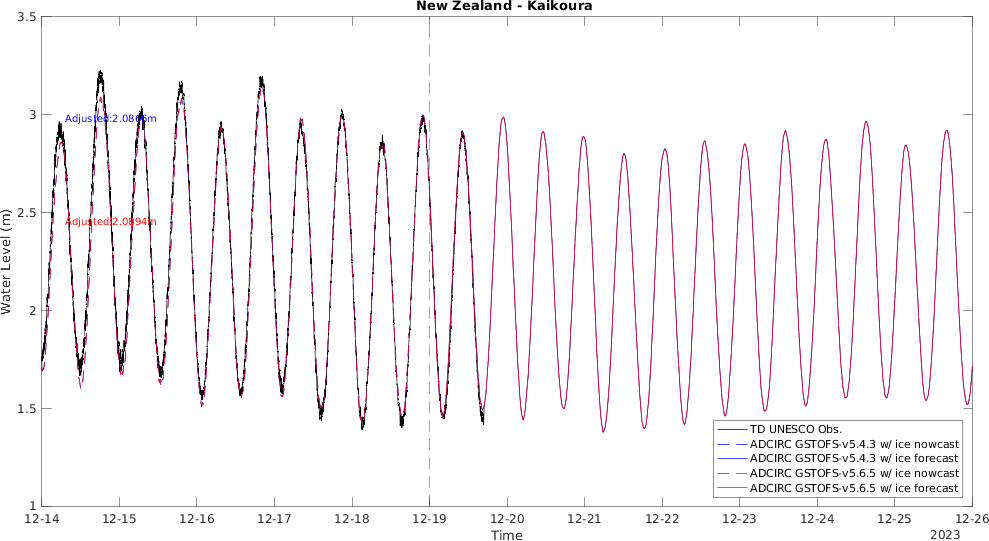 New Zealand - Kaikoura
3.5
3
2.5
2
1.5
1
Water Level (m)
Adjusted:2.0866m
Adjusted:2.0894m
TD UNESCO Obs.
ADCIRC GSTOFS-v5.4.3 w/ ice nowcast
ADCIRC GSTOFS-v5.4.3 w/ ice forecast
ADCIRC GSTOFS-v5.6.5 w/ ice nowcast
ADCIRC GSTOFS-v5.6.5 w/ ice forecast
12-14 12-15 12-16 12-17 12-18 12-19 12-20 12-21 12-22 12-23 12-24 12-25 12-26
Time
2023